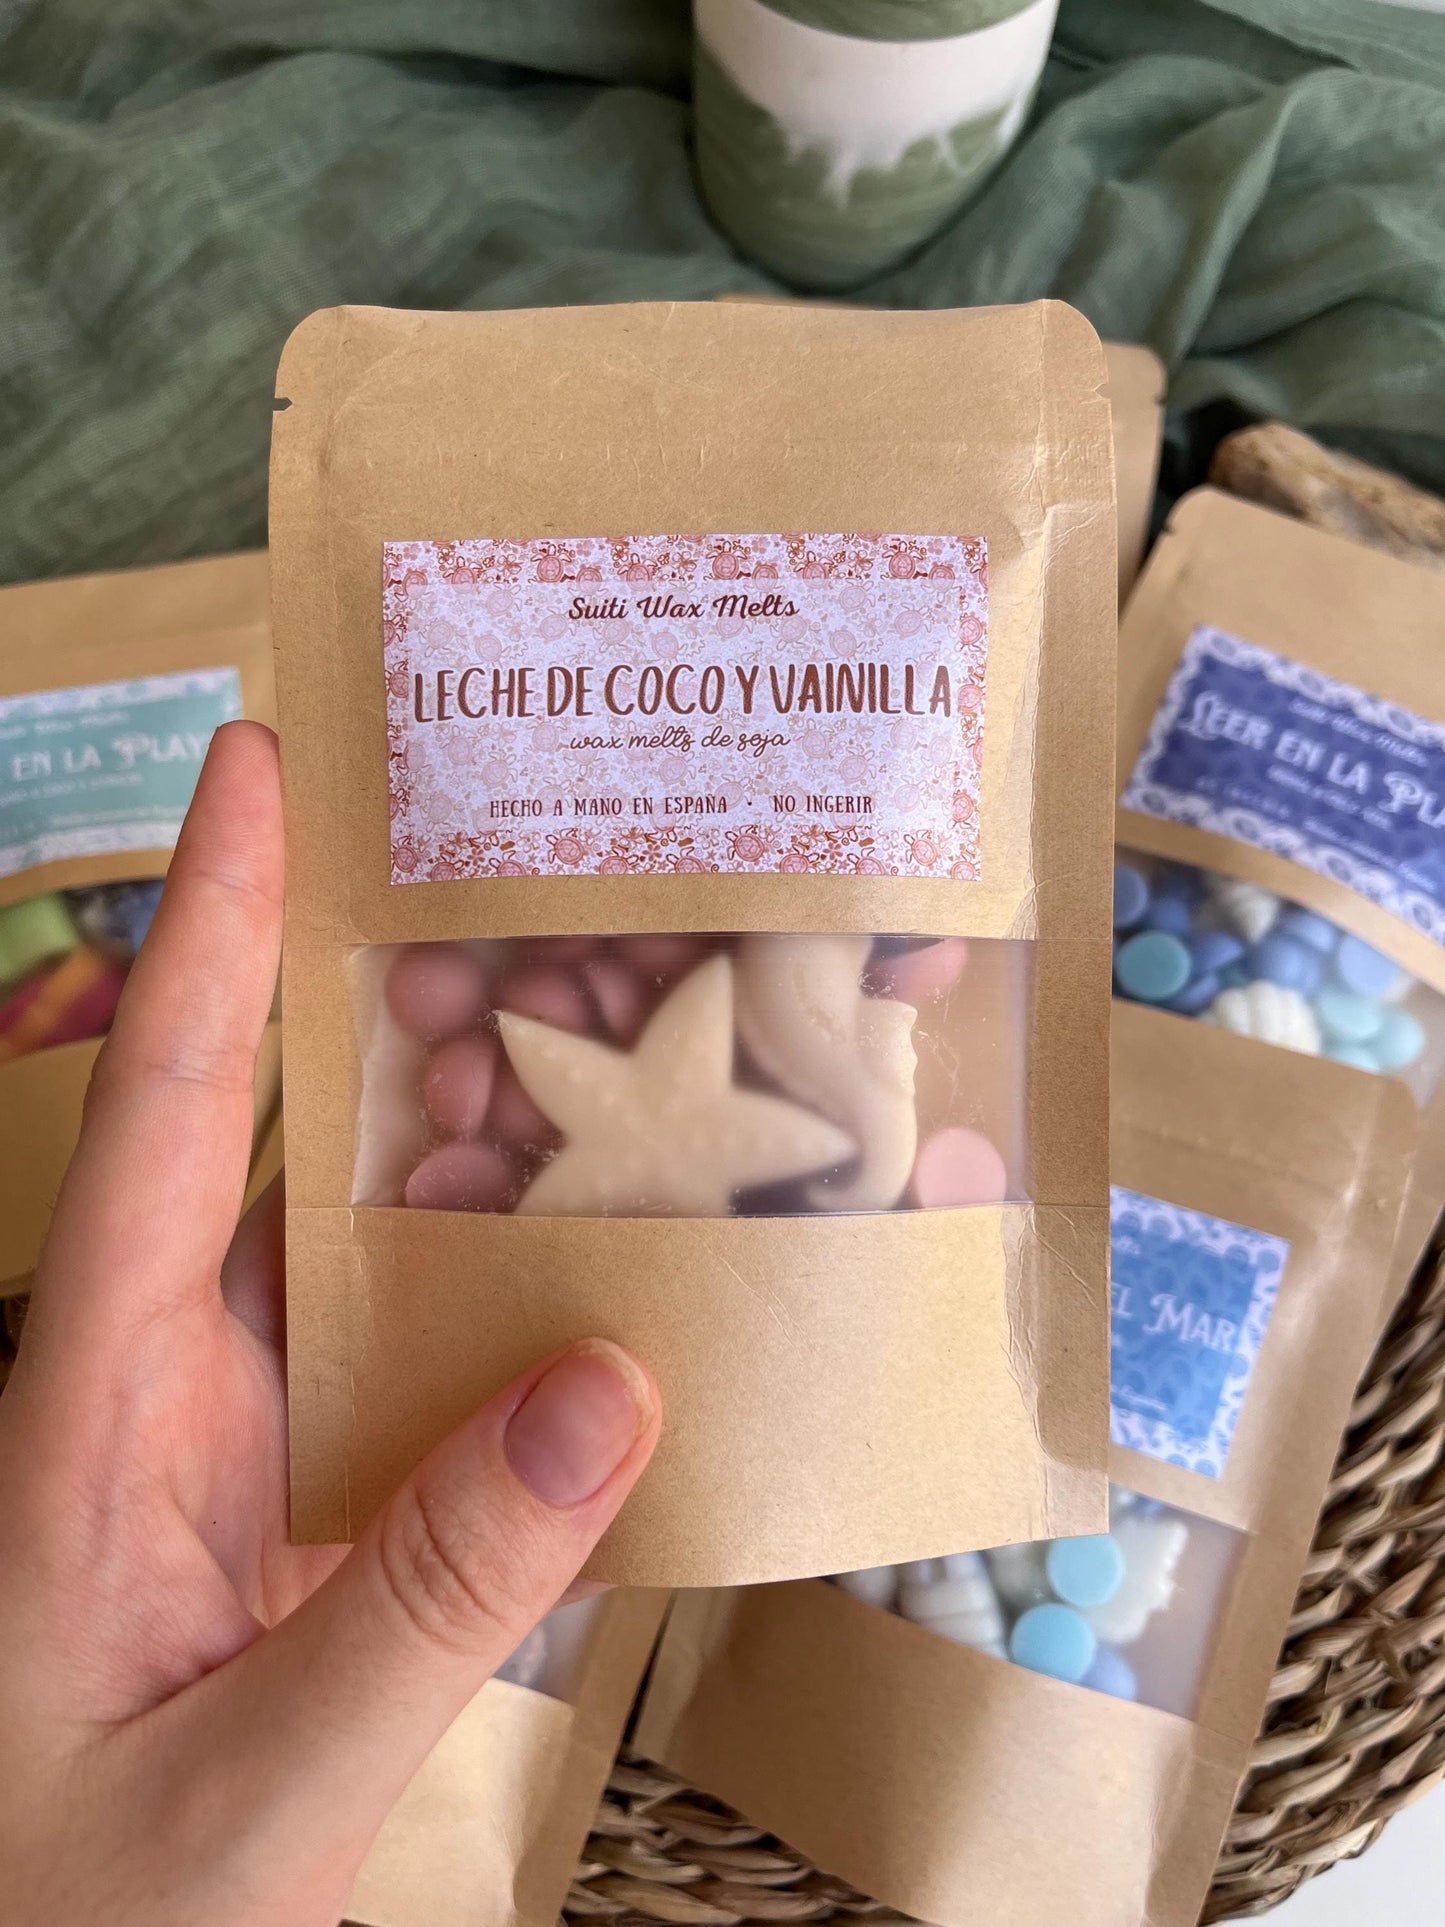 Suiti Wax Melts
LECHE DE COCO Y VAINILLA
wax melts de soja
HECHO A MANO EN ESPAÑA • NO INGERIR
EN LA PLAY
LEER EN LA PLA
EL MAR